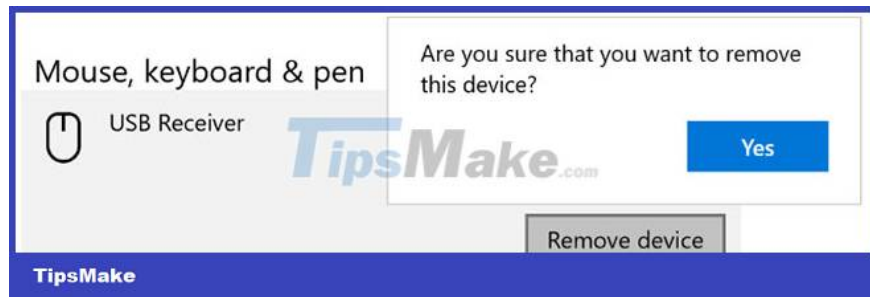 Mouse, keyboard & pen
USB Receiver
Are you sure that you want to remove
this device?
Yes
Remove device
TipsMake.com
TipsMake